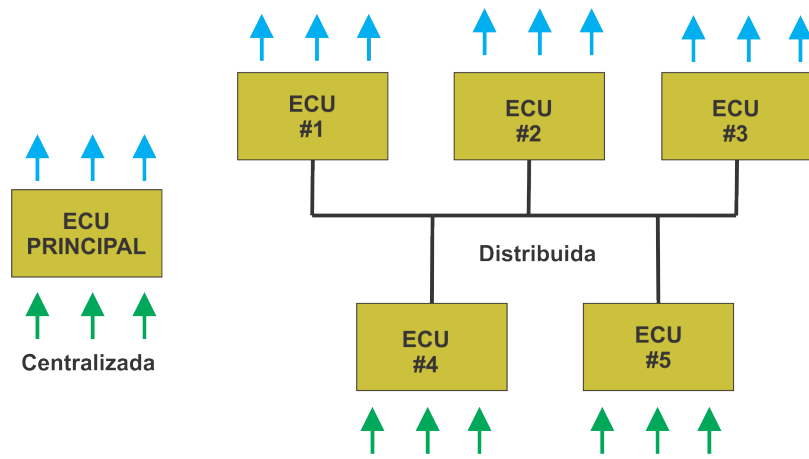 ECU
#1
ECU
#2
ECU
#3
ECU
PRINCIPAL
Distribuida
Centralizada
ECU
#4
ECU
#5